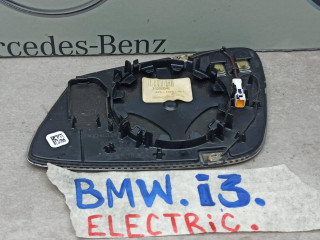 Mercedes-Benz
BMW. i3.
ELECTRIC.